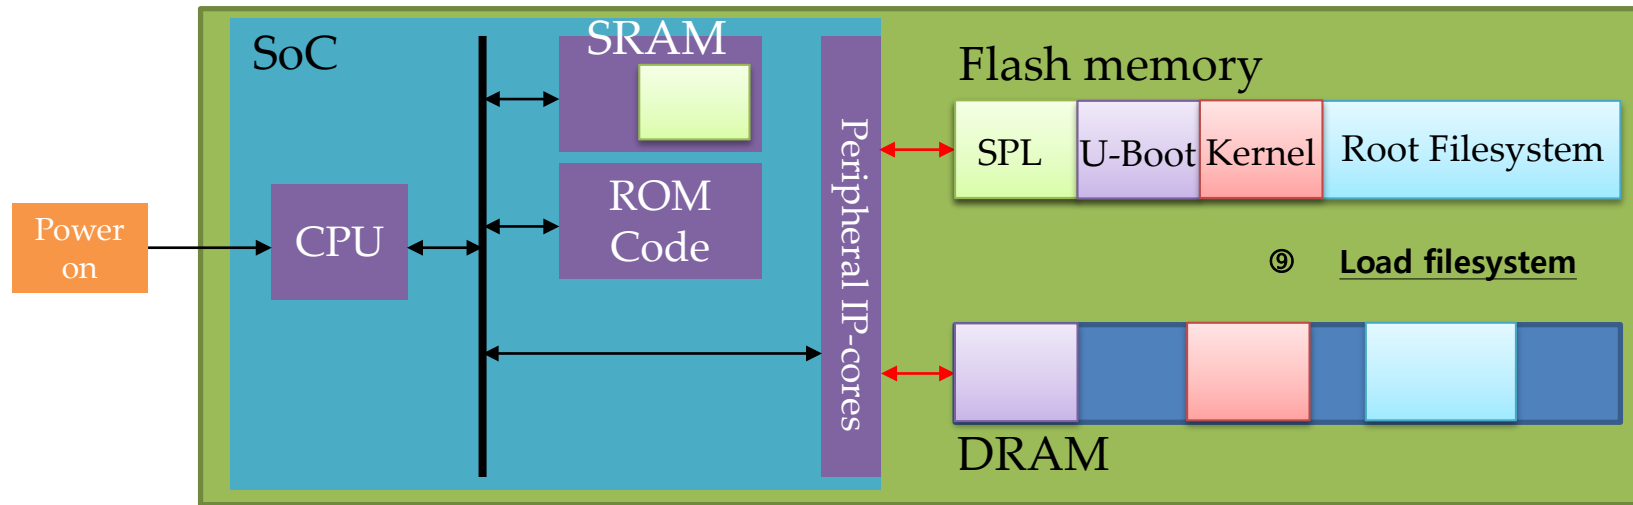 SoC
SRAM
Flash memory
SPL
U-Boot
Kernel
Root Filesystem
Peripheral IP-cores
ROM
Code
Power
on
CPU
⑨ Load filesystem
DRAM